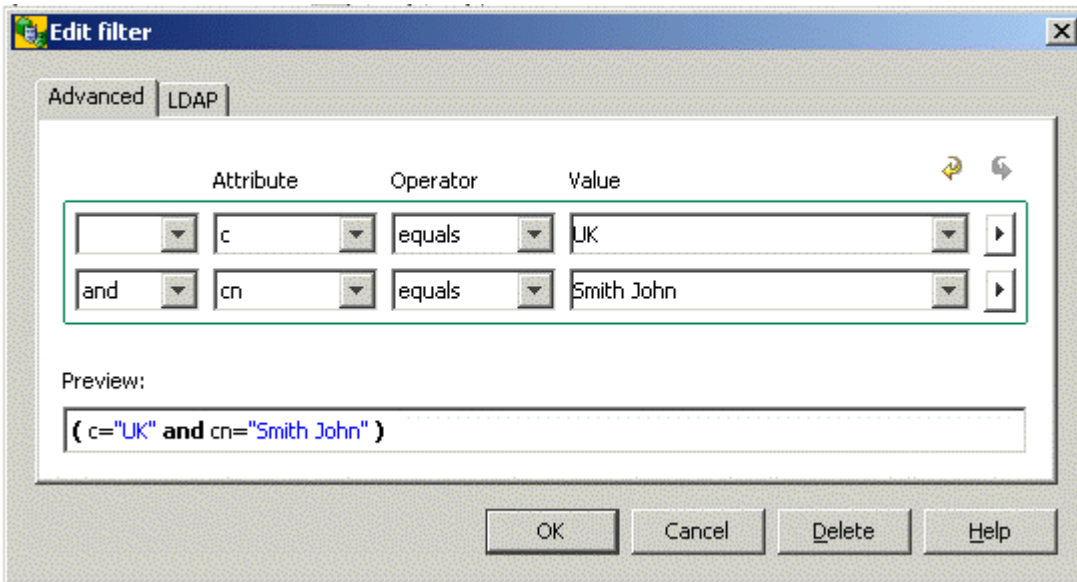 Edit filter
Advanced LDAP
Attribute Operator Value
c equals UK
and cn equals Smith John
Preview:
( c="UK" and cn="Smith John" )
OK Cancel Delete Help